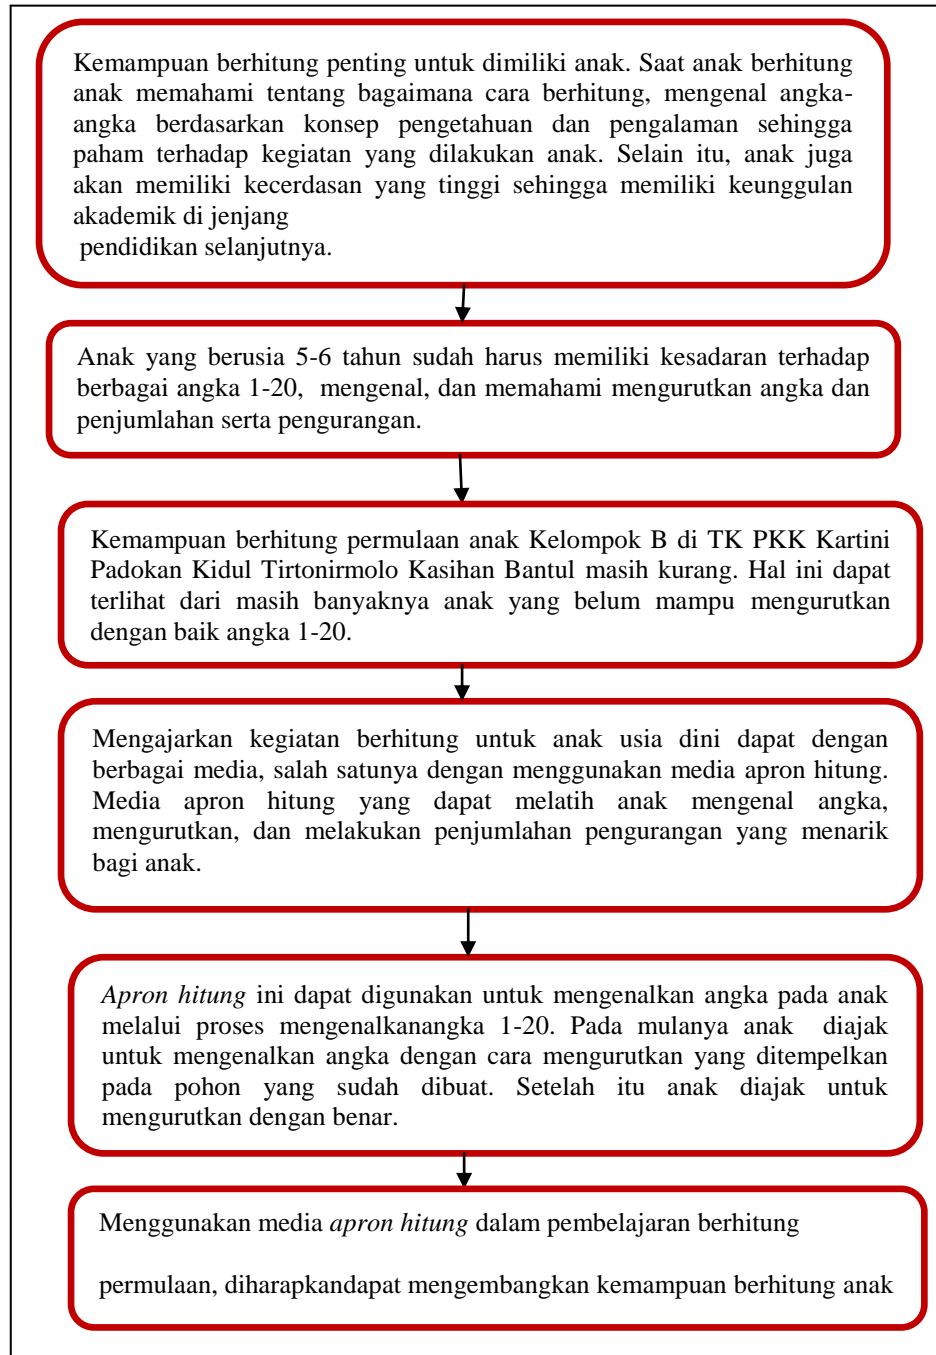 Kemampuan berhitung penting untuk dimiliki anak. Saat anak berhitung
anak memahami tentang bagaimana cara berhitung, mengenal angka-
angka berdasarkan konsep pengetahuan dan pengalaman sehingga
paham terhadap kegiatan yang dilakukan anak. Selain itu, anak juga
akan memiliki kecerdasan yang tinggi sehingga memiliki keunggulan
akademik di jenjang
pendidikan selanjutnya.
Anak yang berusia 5-6 tahun sudah harus memiliki kesadaran terhadap
berbagai angka 1-20, mengenal, dan memahami mengurutkan angka dan
penjumlahan serta pengurangan.
Kemampuan berhitung permulaan anak Kelompok B di TK PKK Kartini
Padokan Kidul Tirtonirmolo Kasihan Bantul masih kurang. Hal ini dapat
terlihat dari masih banyaknya anak yang belum mampu mengurutkan
dengan baik angka 1-20.
Mengajarkan kegiatan berhitung untuk anak usia dini dapat dengan
berbagai media, salah satunya dengan menggunakan media apron hitung.
Media apron hitung yang dapat melatih anak mengenal angka,
mengurutkan, dan melakukan penjumlahan pengurangan yang menarik
bagi anak.
Apron hitung ini dapat digunakan untuk mengenalkan angka pada anak
melalui proses mengenalkanangka 1-20. Pada mulanya anak diajak
untuk mengenalkan angka dengan cara mengurutkan yang ditempelkan
pada pohon yang sudah dibuat. Setelah itu anak diajak untuk
mengurutkan dengan benar.
Menggunakan media apron hitung dalam pembelajaran berhitung
permulaan, diharapkandapat mengembangkan kemampuan berhitung anak